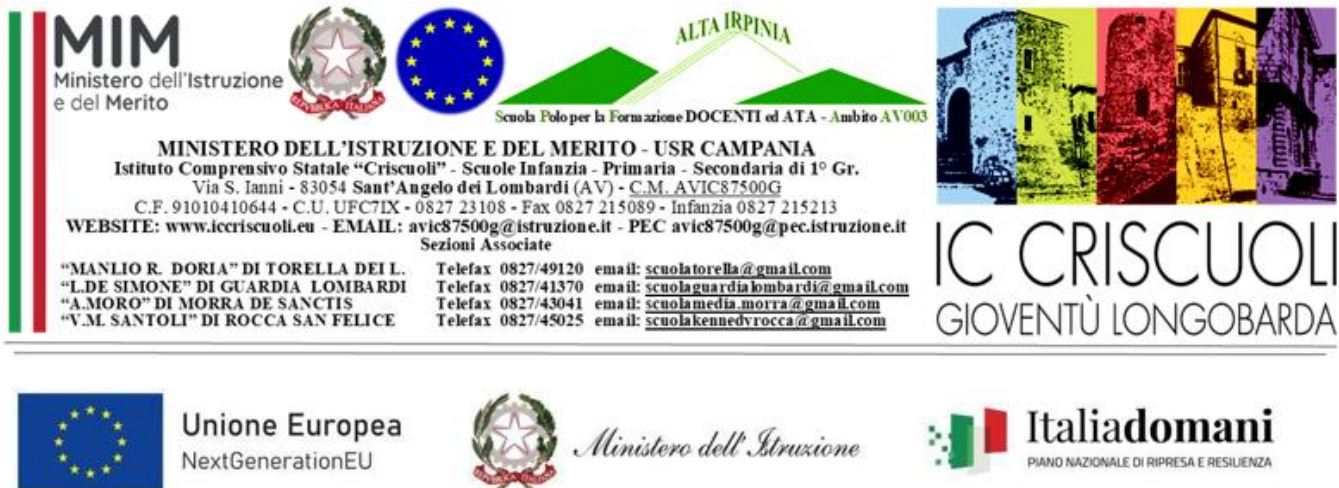 MIM
Ministero dell'Istruzione
e del Merito
REPVBBLICA ITALIANA
ALTA IRPINIA
Scuola Polo per la Formazione DOCENTI ed ATA - Ambito AV003
MINISTERO DELL'ISTRUZIONE E DEL MERITO - USR CAMPANIA
Istituto Comprensivo Statale "Criscuoli" - Scuole Infanzia - Primaria - Secondaria di 1° Gr.
Via S. Ianni - 83054 Sant'Angelo dei Lombardi (AV) - C.M. AVIC87500G
C.F. 91010410644 - C.U. UFC7IX - 0827 23108 - Fax 0827 215089 - Infanzia 0827 215213
WEBSITE: www.iccriscuoli.eu - EMAIL: avic87500g@istruzione.it - PEC avic87500g@pec.istruzione.it
Sezioni Associate
"MANLIO R. DORIA" DI TORELLA DEI L. Telefax 0827/49120 email: scuolatorella@gmail.com
"L.DE SIMONE" DI GUARDIA LOMBARDI Telefax 0827/41370 email: scuolaguardialombardi@gmail.com
"A.MORO" DI MORRA DE SANCTIS Telefax 0827/43041 email: scuolamedia.morra@gmail.com
"V.M. SANTOLI" DI ROCCA SAN FELICE Telefax 0827/45025 email: scuolakennedyrocca@gmail.com
IC CRISCUOLI
GIOVENTÙ LONGOBARDA
Unione Europea
NextGenerationEU
REPVBBLICA ITALIANA
Ministero dell'Istruzione
Italiadomani
PIANO NAZIONALE DI RIPRESA E RESILIENZA